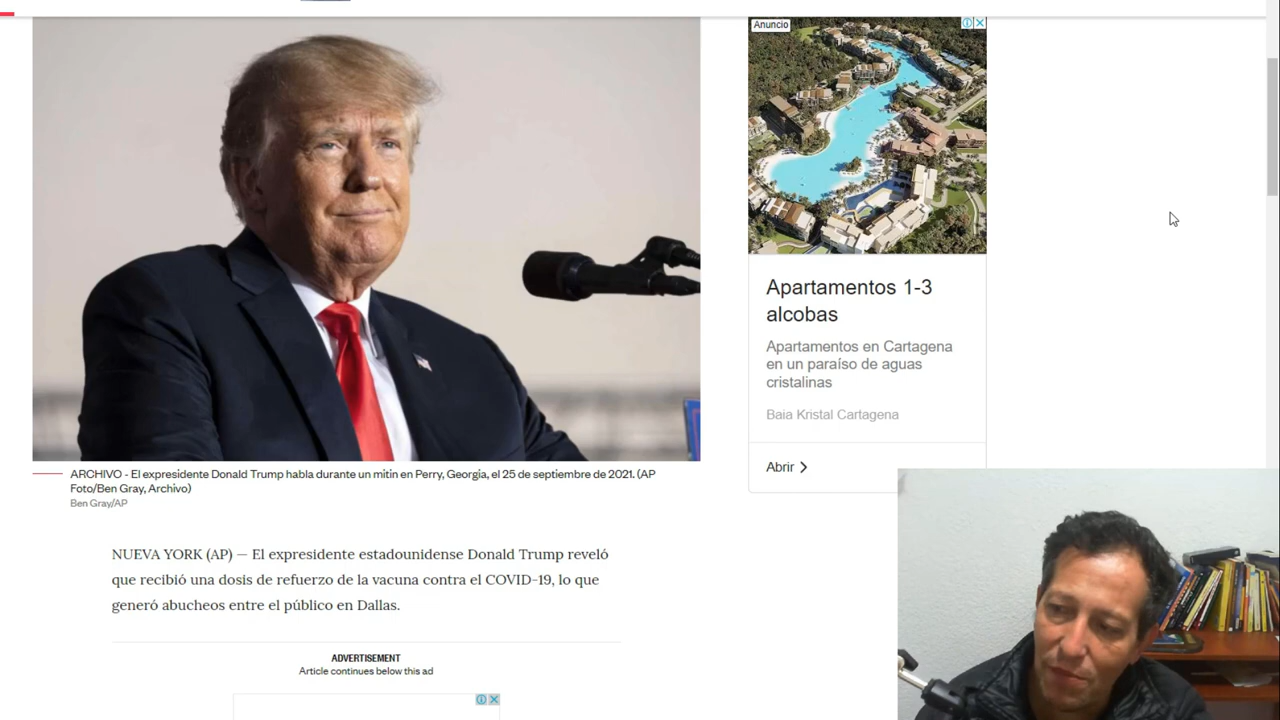 Anuncio
Apartamentos 1-3
alcobas
Apartamentos en Cartagena
en un paraíso de aguas
cristalinas
Baia Kristal Cartagena
Abrir
ARCHIVO - El expresidente Donald Trump habla durante un mitin en Perry, Georgia, el 25 de septiembre de 2021. (AP
Foto/Ben Gray, Archivo)
Ben Gray/AP
NUEVA YORK (AP) — El expresidente estadounidense Donald Trump reveló
que recibió una dosis de refuerzo de la vacuna contra el COVID-19, lo que
generó abucheos entre el público en Dallas.
ADVERTISEMENT
Article continues below this ad